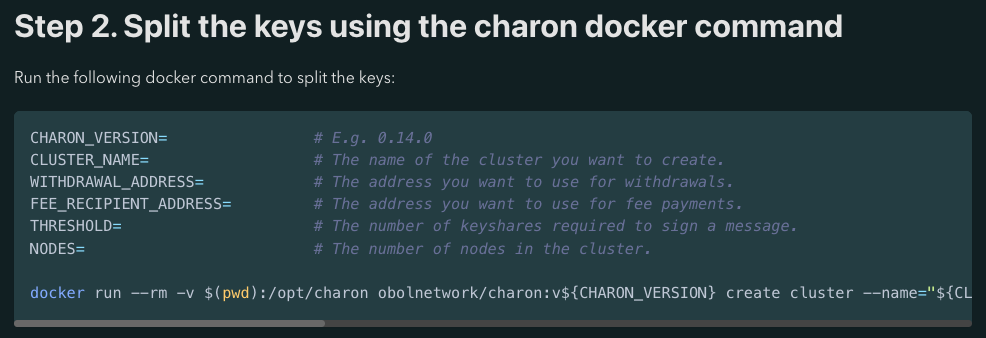 Step 2. Split the keys using the charon docker command
Run the following docker command to split the keys:
CHARON_VERSION= # E.g. 0.14.0
CLUSTER_NAME= # The name of the cluster you want to create.
WITHDRAWAL_ADDRESS= # The address you want to use for withdrawals.
FEE_RECIPIENT_ADDRESS= # The address you want to use for fee payments.
THRESHOLD= # The number of keyshares required to sign a message.
NODES= # The number of nodes in the cluster.
docker run --rm -v $(pwd):/opt/charon obolnetwork/charon:v${CHARON_VERSION} create cluster --name="${CL